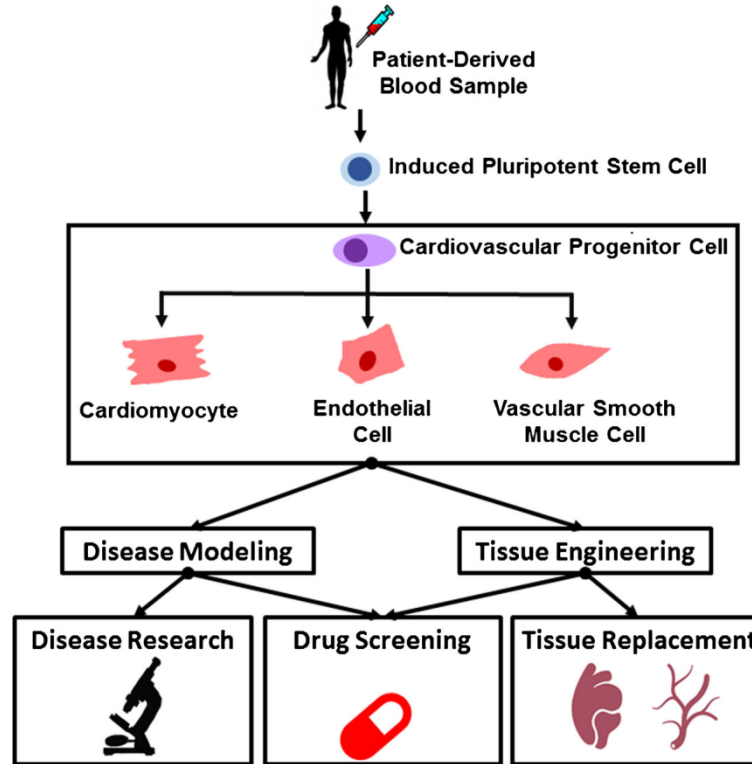 Patient-Derived
Blood Sample
Induced Pluripotent Stem Cell
Cardiovascular Progenitor Cell
Cardiomyocyte
Endothelial
Cell
Vascular Smooth
Muscle Cell
Disease Modeling
Tissue Engineering
Disease Research
Drug Screening
Tissue Replacement